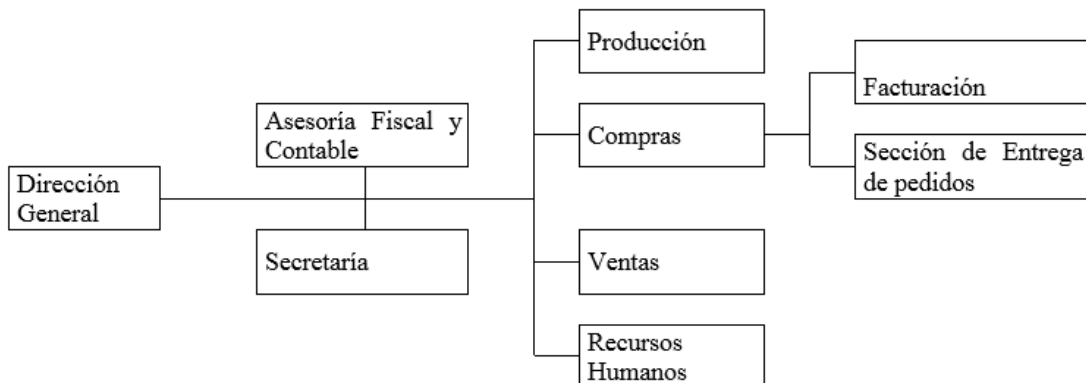 Dirección
General
Asesoría Fiscal y
Contable
Secretaría
Producción
Compras
Ventas
Recursos
Humanos
Facturación
Sección de Entrega
de pedidos